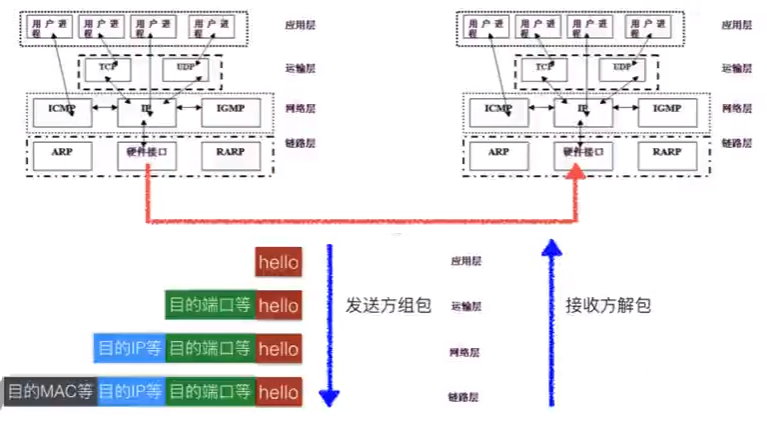 用户进程 用户进程 用户进程 用户进程 应用层
TCP UDP 运输层
ICMP IP IGMP 网络层
链路层
ARP 硬件接口 RARP
用户进程 用户进程 用户进程 用户进程 应用层
TCP UDP 运输层
ICMP IP IGMP 网络层
链路层
ARP 硬件接口 RARP
hello 应用层
目的端口等 hello 发送方组包 运输层 接收方解包
目的IP等 目的端口等 hello 网络层
目的MAC等 目的IP等 目的端口等 hello 链路层